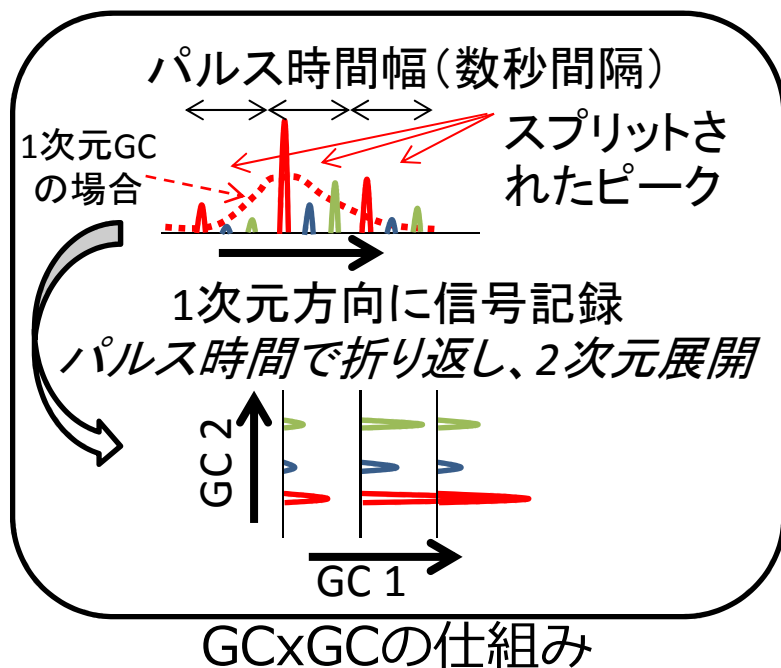 パルス時間幅（数秒間隔）
1次元GC
の場合
スプリットさ
れたピーク
1次元方向に信号記録
パルス時間で折り返し、2次元展開
GC 2
GC 1
GCxGCの仕組み